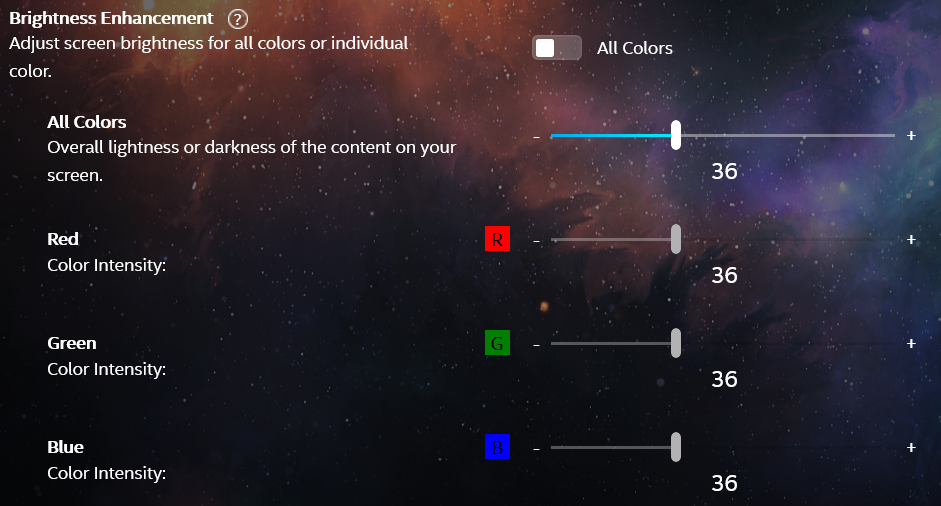 Brightness Enhancement ?
Adjust screen brightness for all colors or individual
color.
All Colors
All Colors
Overall lightness or darkness of the content on your
screen.
- +
36
Red
Color Intensity:
R - +
36
Green
Color Intensity:
G - +
36
Blue
Color Intensity:
B - +
36